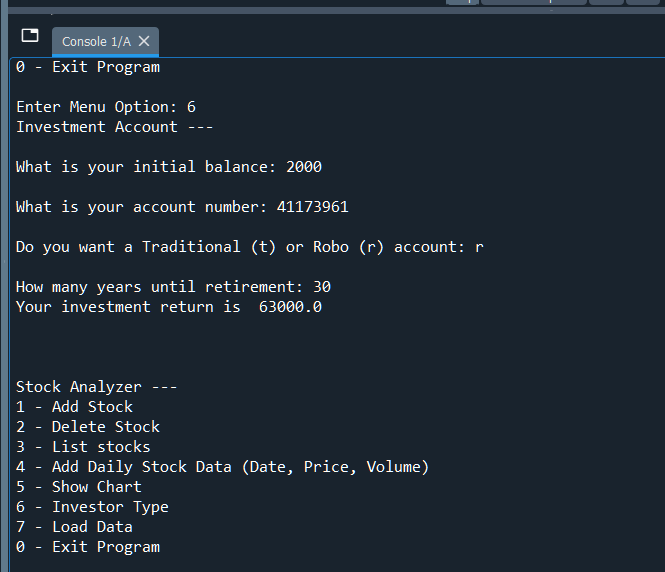 Console 1/A
0 - Exit Program
Enter Menu Option: 6
Investment Account ---
What is your initial balance: 2000
What is your account number: 41173961
Do you want a Traditional (t) or Robo (r) account: r
How many years until retirement: 30
Your investment return is  63000.0
Stock Analyzer ---
1 - Add Stock
2 - Delete Stock
3 - List stocks
4 - Add Daily Stock Data (Date, Price, Volume)
5 - Show Chart
6 - Investor Type
7 - Load Data
0 - Exit Program